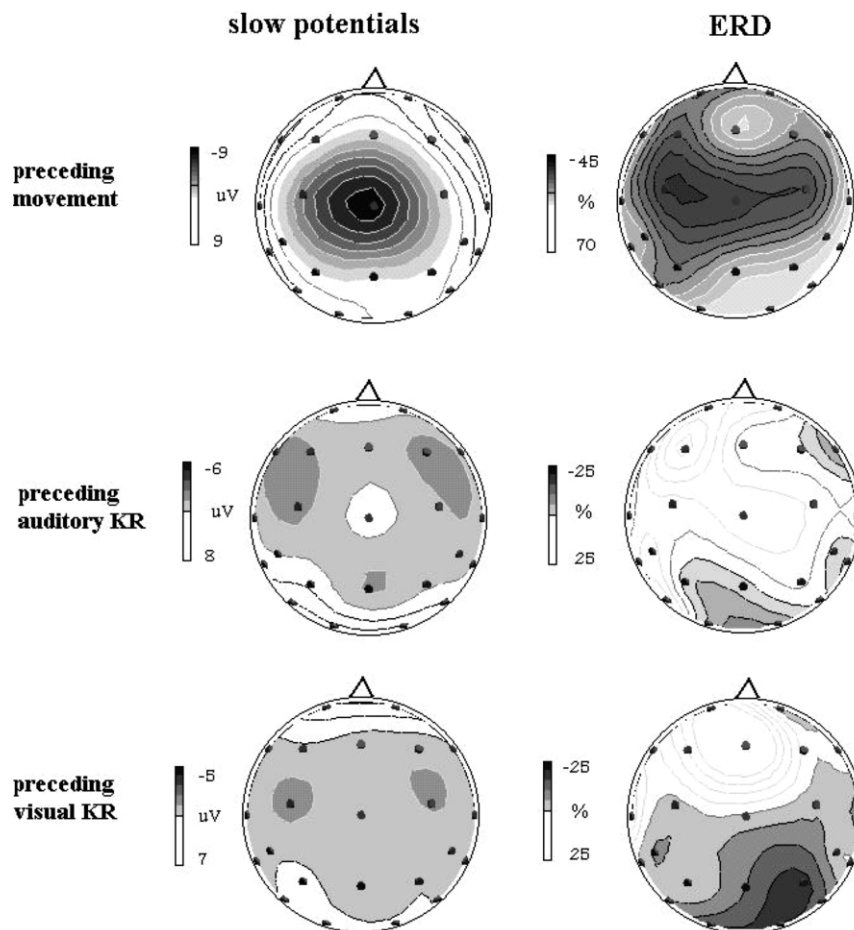 slow potentials
ERD
preceding
movement
-9
uV
9
-45
%
70
preceding
auditory KR
-6
uV
8
-25
%
25
preceding
visual KR
-5
uV
7
-25
%
25